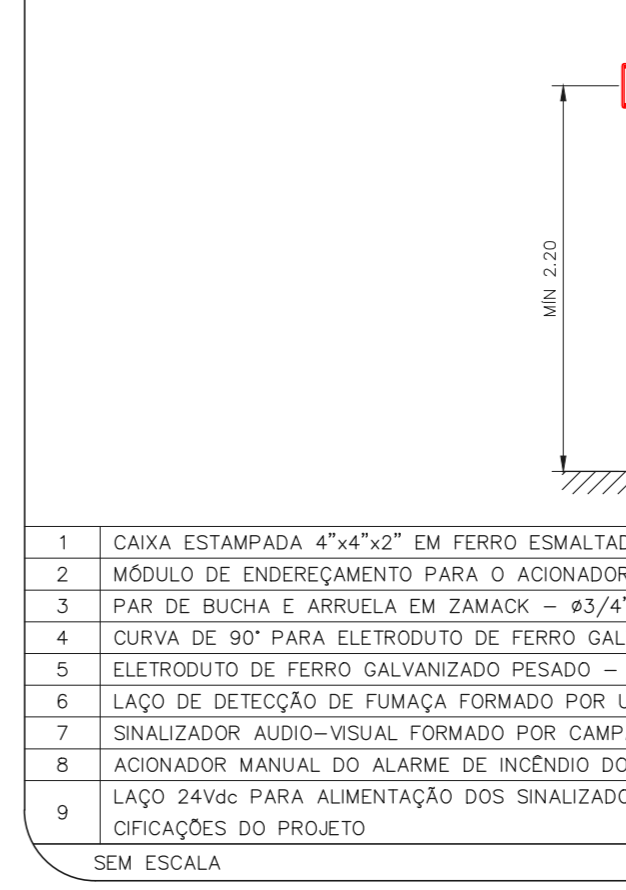 MÍN 2.20
1 CAIXA ESTAMPADA 4"x4"x2" EM FERRO ESMALTAD
2 MÓDULO DE ENDEREÇAMENTO PARA O ACIONADOR
3 PAR DE BUCHA E ARRUELA EM ZAMACK – ø3/4"
4 CURVA DE 90° PARA ELETRODUTO DE FERRO GAL
5 ELETRODUTO DE FERRO GALVANIZADO PESADO –
6 LAÇO DE DETECÇÃO DE FUMAÇA FORMADO POR U
7 SINALIZADOR AUDIO–VISUAL FORMADO POR CAMP
8 ACIONADOR MANUAL DO ALARME DE INCÊNDIO DO
9 LAÇO 24Vdc PARA ALIMENTAÇÃO DOS SINALIZADO
CIFICAÇÕES DO PROJETO
SEM ESCALA